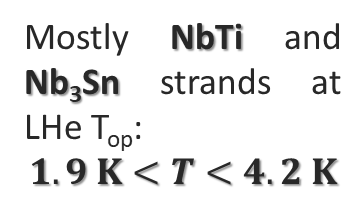 Mostly NbTi and
Nb₃Sn strands at
LHe Tₒₚ:
1.9 K < T < 4.2 K